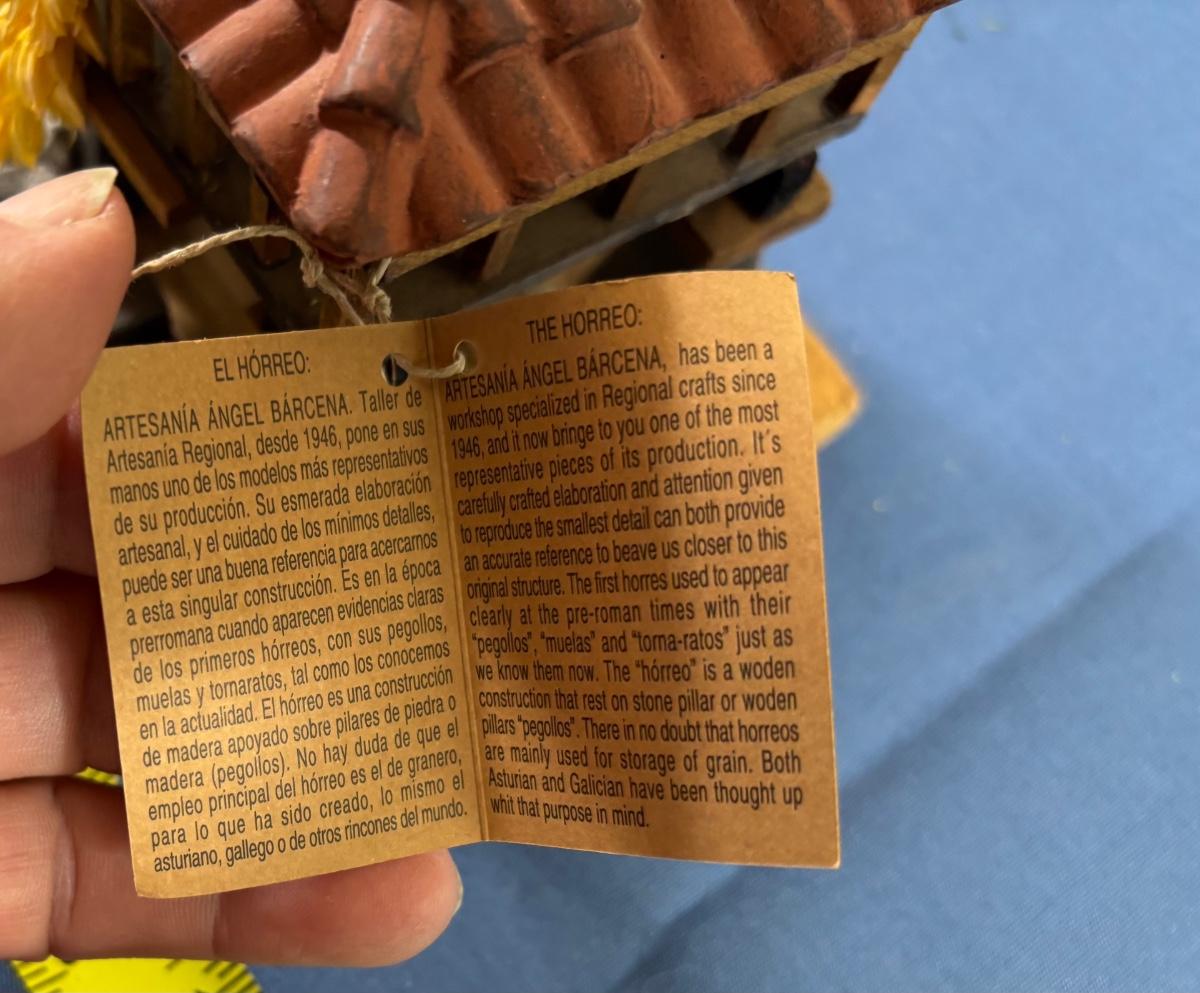 EL HÓRREO:
ARTESANÍA ÁNGEL BÁRCENA. Taller de
Artesanía Regional, desde 1946, pone en sus
manos uno de los modelos más representativos
de su producción. Su esmerada elaboración
artesanal, y el cuidado de los mínimos detalles,
puede ser una buena referencia para acercarnos
a esta singular construcción. Es en la época
prerromana cuando aparecen evidencias claras
de los primeros hórreos, con sus pegollos,
muelas y tornaratos, tal como los conocemos
en la actualidad. El hórreo es una construcción
de madera apoyado sobre pilares de piedra o
madera (pegollos). No hay duda de que el
empleo principal del hórreo es el de granero,
para lo que ha sido creado, lo mismo el
asturiano, gallego o de otros rincones del mundo.
THE HORREO:
ARTESANÍA ÁNGEL BÁRCENA, has been a
workshop specialized in Regional crafts since
1946, and it now bringe to you one of the most
representative pieces of its production. It´s
carefully crafted elaboration and attention given
to reproduce the smallest detail can both provide
an accurate reference to beave us closer to this
original structure. The first horres used to appear
clearly at the pre-roman times with their
"pegollos", "muelas" and "torna-ratos" just as
we know them now. The "hórreo" is a woden
construction that rest on stone pillar or woden
pillars "pegollos". There in no doubt that horreos
are mainly used for storage of grain. Both
Asturian and Galician have been thought up
whit that purpose in mind.